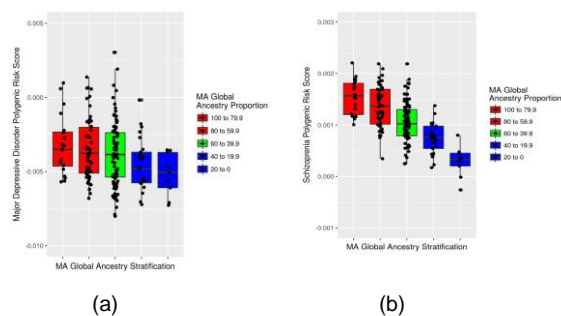 0.005
0.000
-0.005
-0.010
Major Depressive Disorder Polygenic Risk Score
MA Global Ancestry Stratification
MA Global
Ancestry Proportion
100 to 79.9
80 to 59.9
60 to 39.9
40 to 19.9
20 to 0
(a)
0.003
0.002
0.001
0.000
-0.001
Schizoprenia Polygenic Risk Score
MA Global Ancestry Stratification
MA Global
Ancestry Proportion
100 to 79.9
80 to 59.9
60 to 39.9
40 to 19.9
20 to 0
(b)